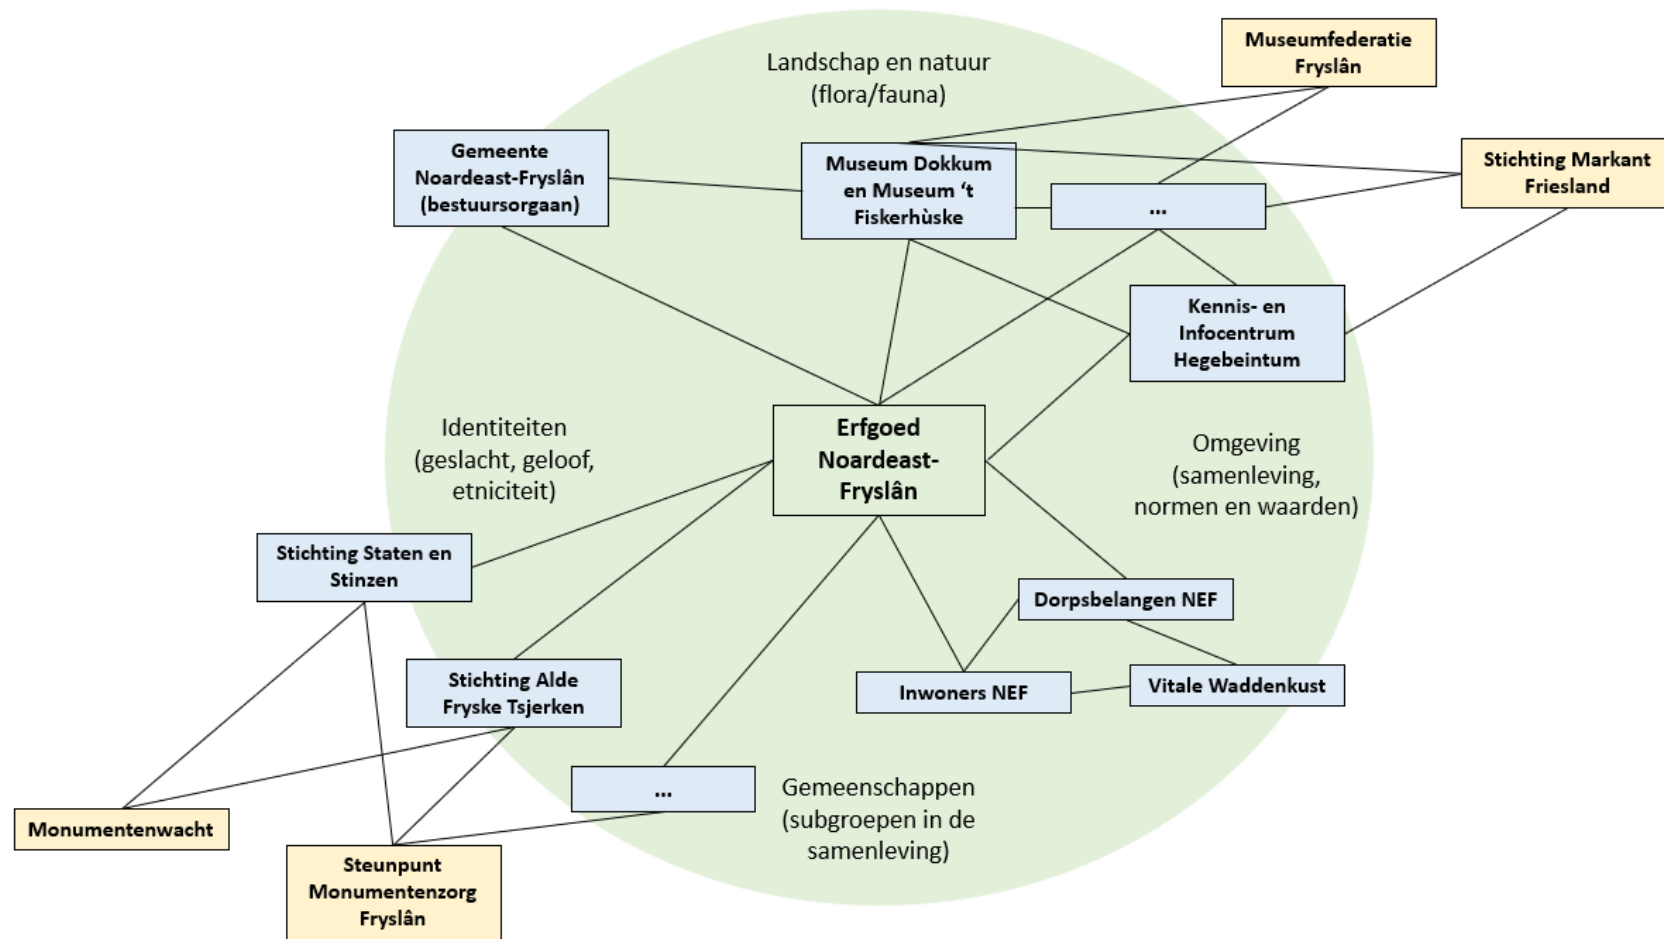 Museumfederatie
Fryslân
Landschap en natuur
(flora/fauna)
Gemeente
Noardeast-Fryslân
(bestuursorgaan)
Museum Dokkum
en Museum ‘t
Fiskerhùske
Stichting Markant
Friesland
...
Kennis- en
Infocentrum
Hegebeintum
Identiteiten
(geslacht, geloof,
etniciteit)
Erfgoed
Noardeast-
Fryslân
Omgeving
(samenleving,
normen en waarden)
Stichting Staten en
Stinzen
Dorpsbelangen NEF
Stichting Alde
Fryske Tsjerken
Inwoners NEF
Vitale Waddenkust
...
Gemeenschappen
(subgroepen in de
samenleving)
Monumentenwacht
Steunpunt
Monumentenzorg
Fryslân